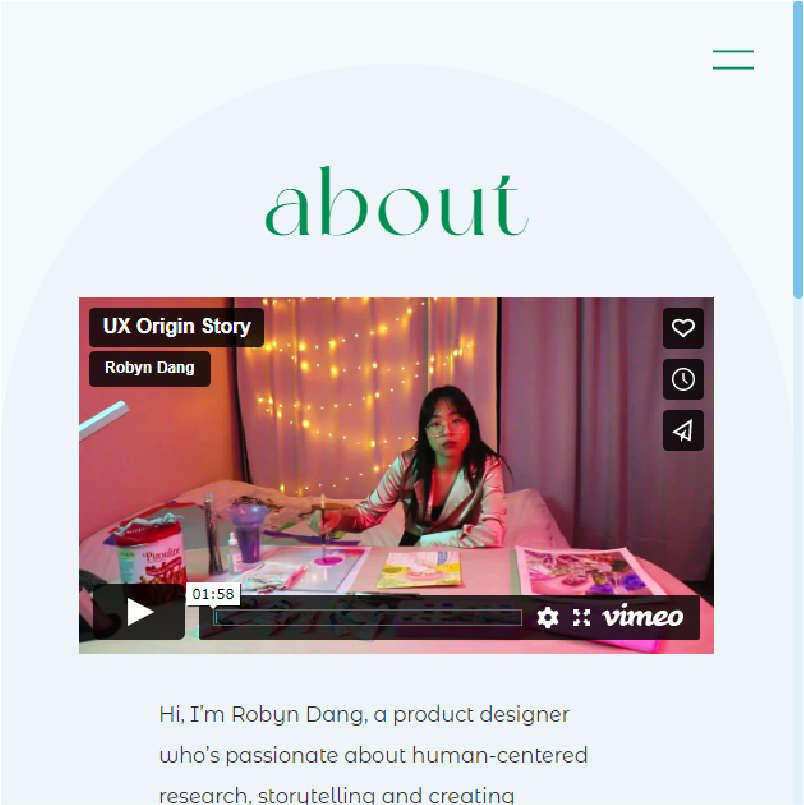 about
UX Origin Story
Robyn Dang
Pirouline
01:58
vimeo
Hi, I'm Robyn Dang, a product designer
who's passionate about human-centered
research, storytelling and creating